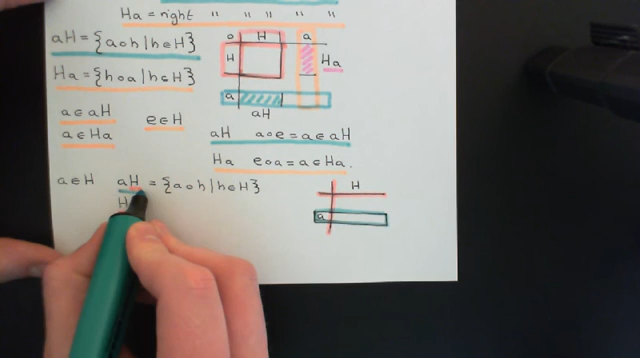 Ha = right " " " "
aH = {a∘h | h∈H}
Ha = {h∘a | h∈H}
∘ H a
H Ha
a
aH
a∈aH e∈H
a∈Ha
aH a∘e = a∈aH
Ha e∘a = a∈Ha.
a∈H aH = {a∘h | h∈H}
H
H
a